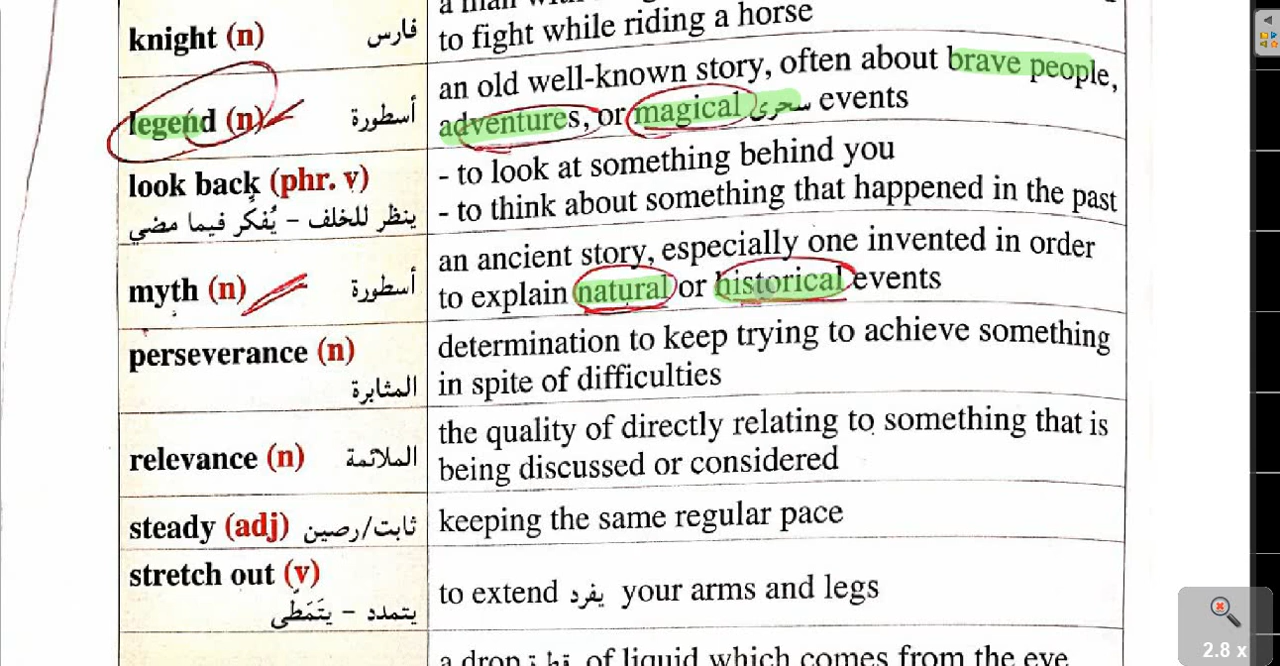 knight (n) فارس
to fight while riding a horse
legend (n) أسطورة
an old well-known story, often about brave people,
adventures, or magical سحرى events
look back (phr. v)
ينظر للخلف – يُفكر فيما مضي
- to look at something behind you
- to think about something that happened in the past
myth (n) أسطورة
an ancient story, especially one invented in order
to explain natural or historical events
perseverance (n)
المثابرة
determination to keep trying to achieve something
in spite of difficulties
relevance (n) الملائمة
the quality of directly relating to something that is
being discussed or considered
steady (adj) ثابت/رصين
keeping the same regular pace
stretch out (v)
يتمدد – يتَمَطَّى
to extend يفرد your arms and legs
a drop of liquid which comes from the eye
2.8 x